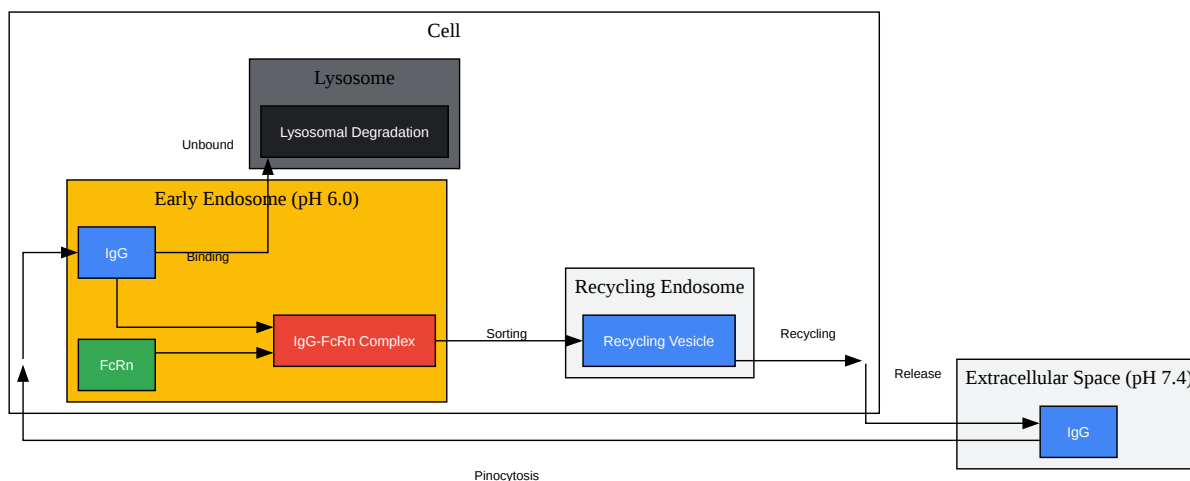 Cell
Lysosome
Lysosomal Degradation
Unbound
Early Endosome (pH 6.0)
IgG
Binding
Recycling Endosome
IgG-FcRn Complex
Sorting
Recycling Vesicle
Recycling
FcRn
Release
Extracellular Space (pH 7.4)
IgG
Pinocytosis